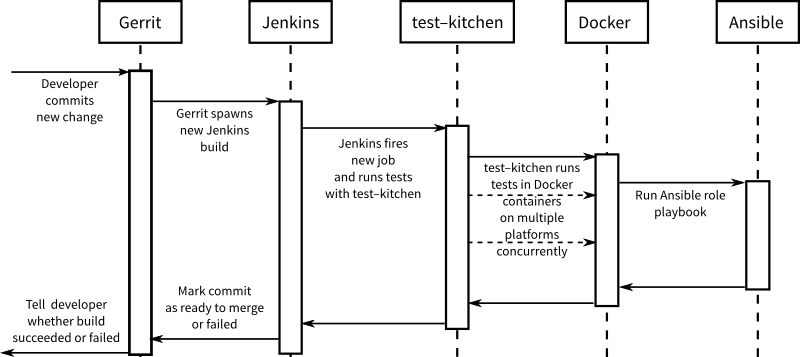 Gerrit
Jenkins
test–kitchen
Docker
Ansible
Developer
commits
new change
Gerrit spawns
new Jenkins
build
Jenkins fires
new job
and runs tests
with test–kitchen
test–kitchen runs
tests in Docker
containers
on multiple
platforms
concurrently
Run Ansible role
playbook
Mark commit
as ready to merge
or failed
Tell developer
whether build
succeeded or failed